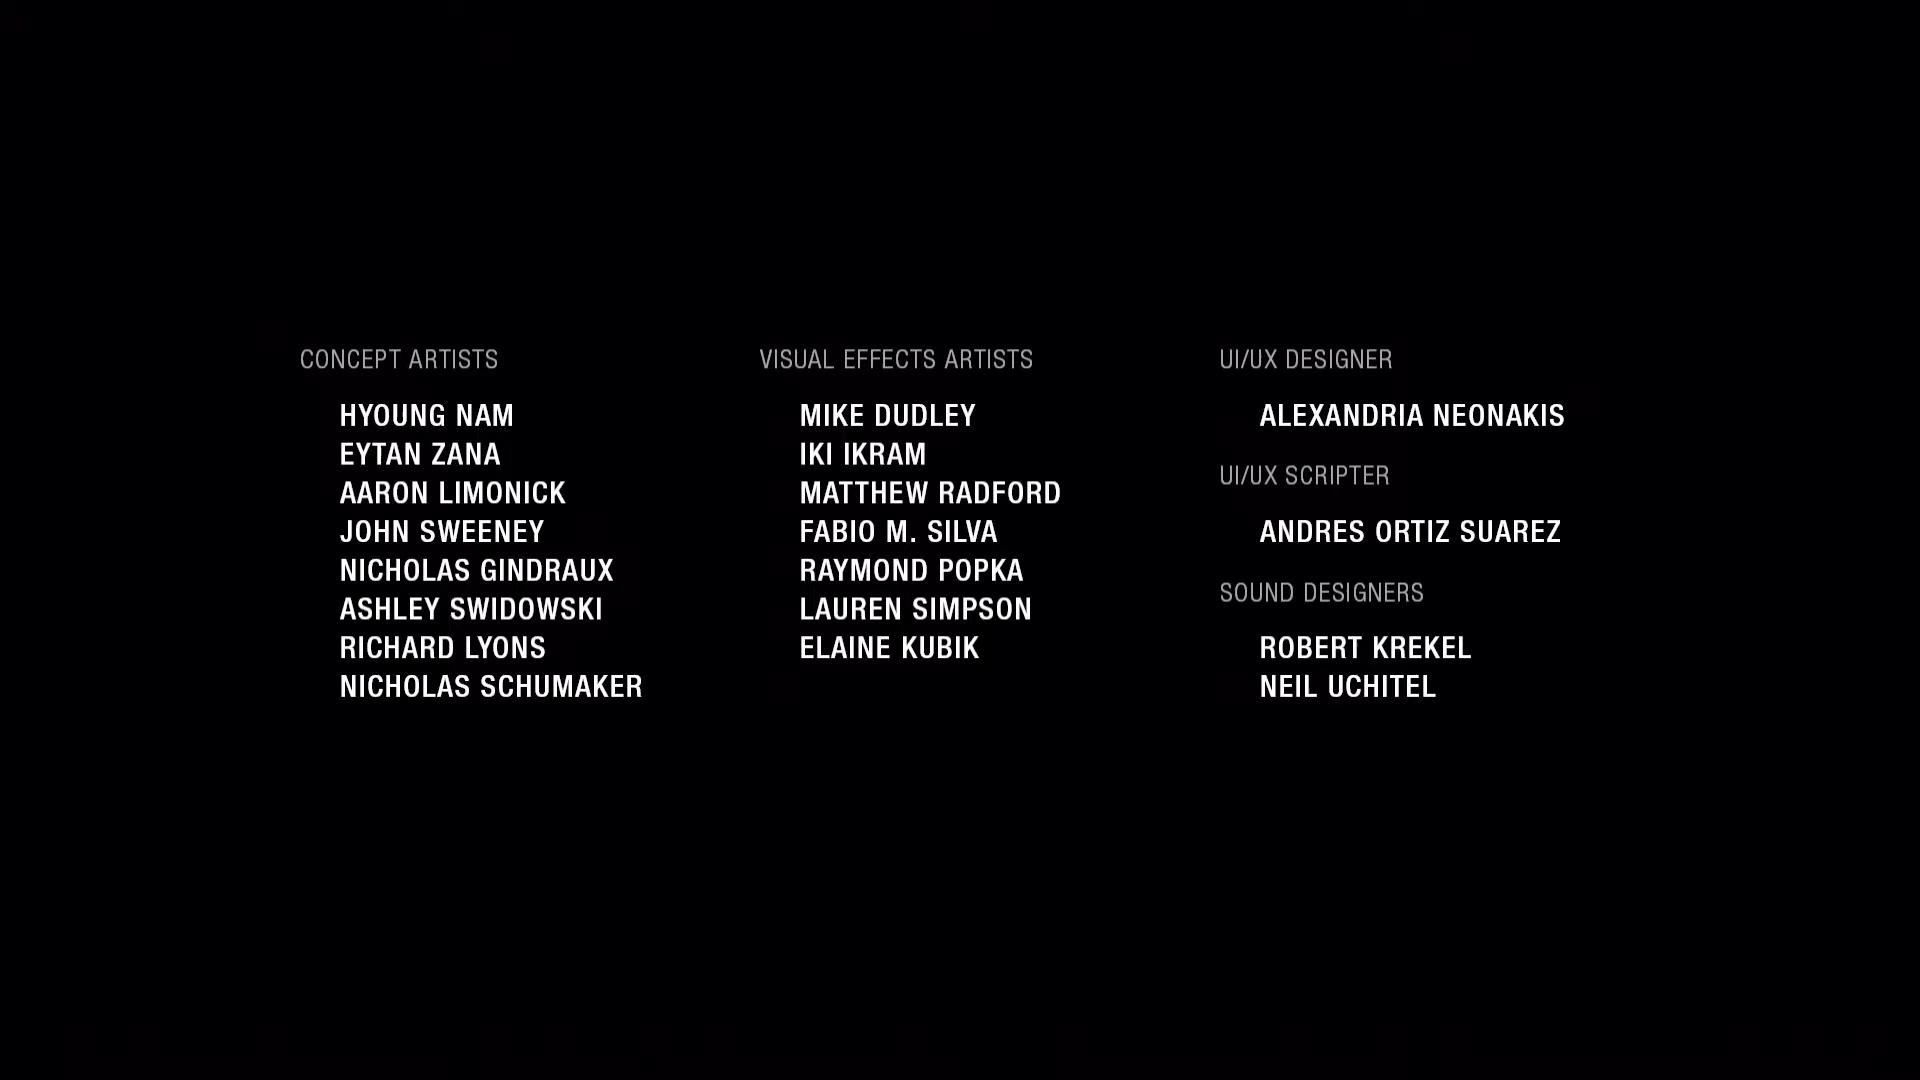 CONCEPT ARTISTS
HYOUNG NAM
EYTAN ZANA
AARON LIMONICK
JOHN SWEENEY
NICHOLAS GINDRAUX
ASHLEY SWIDOWSKI
RICHARD LYONS
NICHOLAS SCHUMAKER
VISUAL EFFECTS ARTISTS
MIKE DUDLEY
IKI IKRAM
MATTHEW RADFORD
FABIO M. SILVA
RAYMOND POPKA
LAUREN SIMPSON
ELAINE KUBIK
UI/UX DESIGNER
ALEXANDRIA NEONAKIS
UI/UX SCRIPTER
ANDRES ORTIZ SUAREZ
SOUND DESIGNERS
ROBERT KREKEL
NEIL UCHITEL